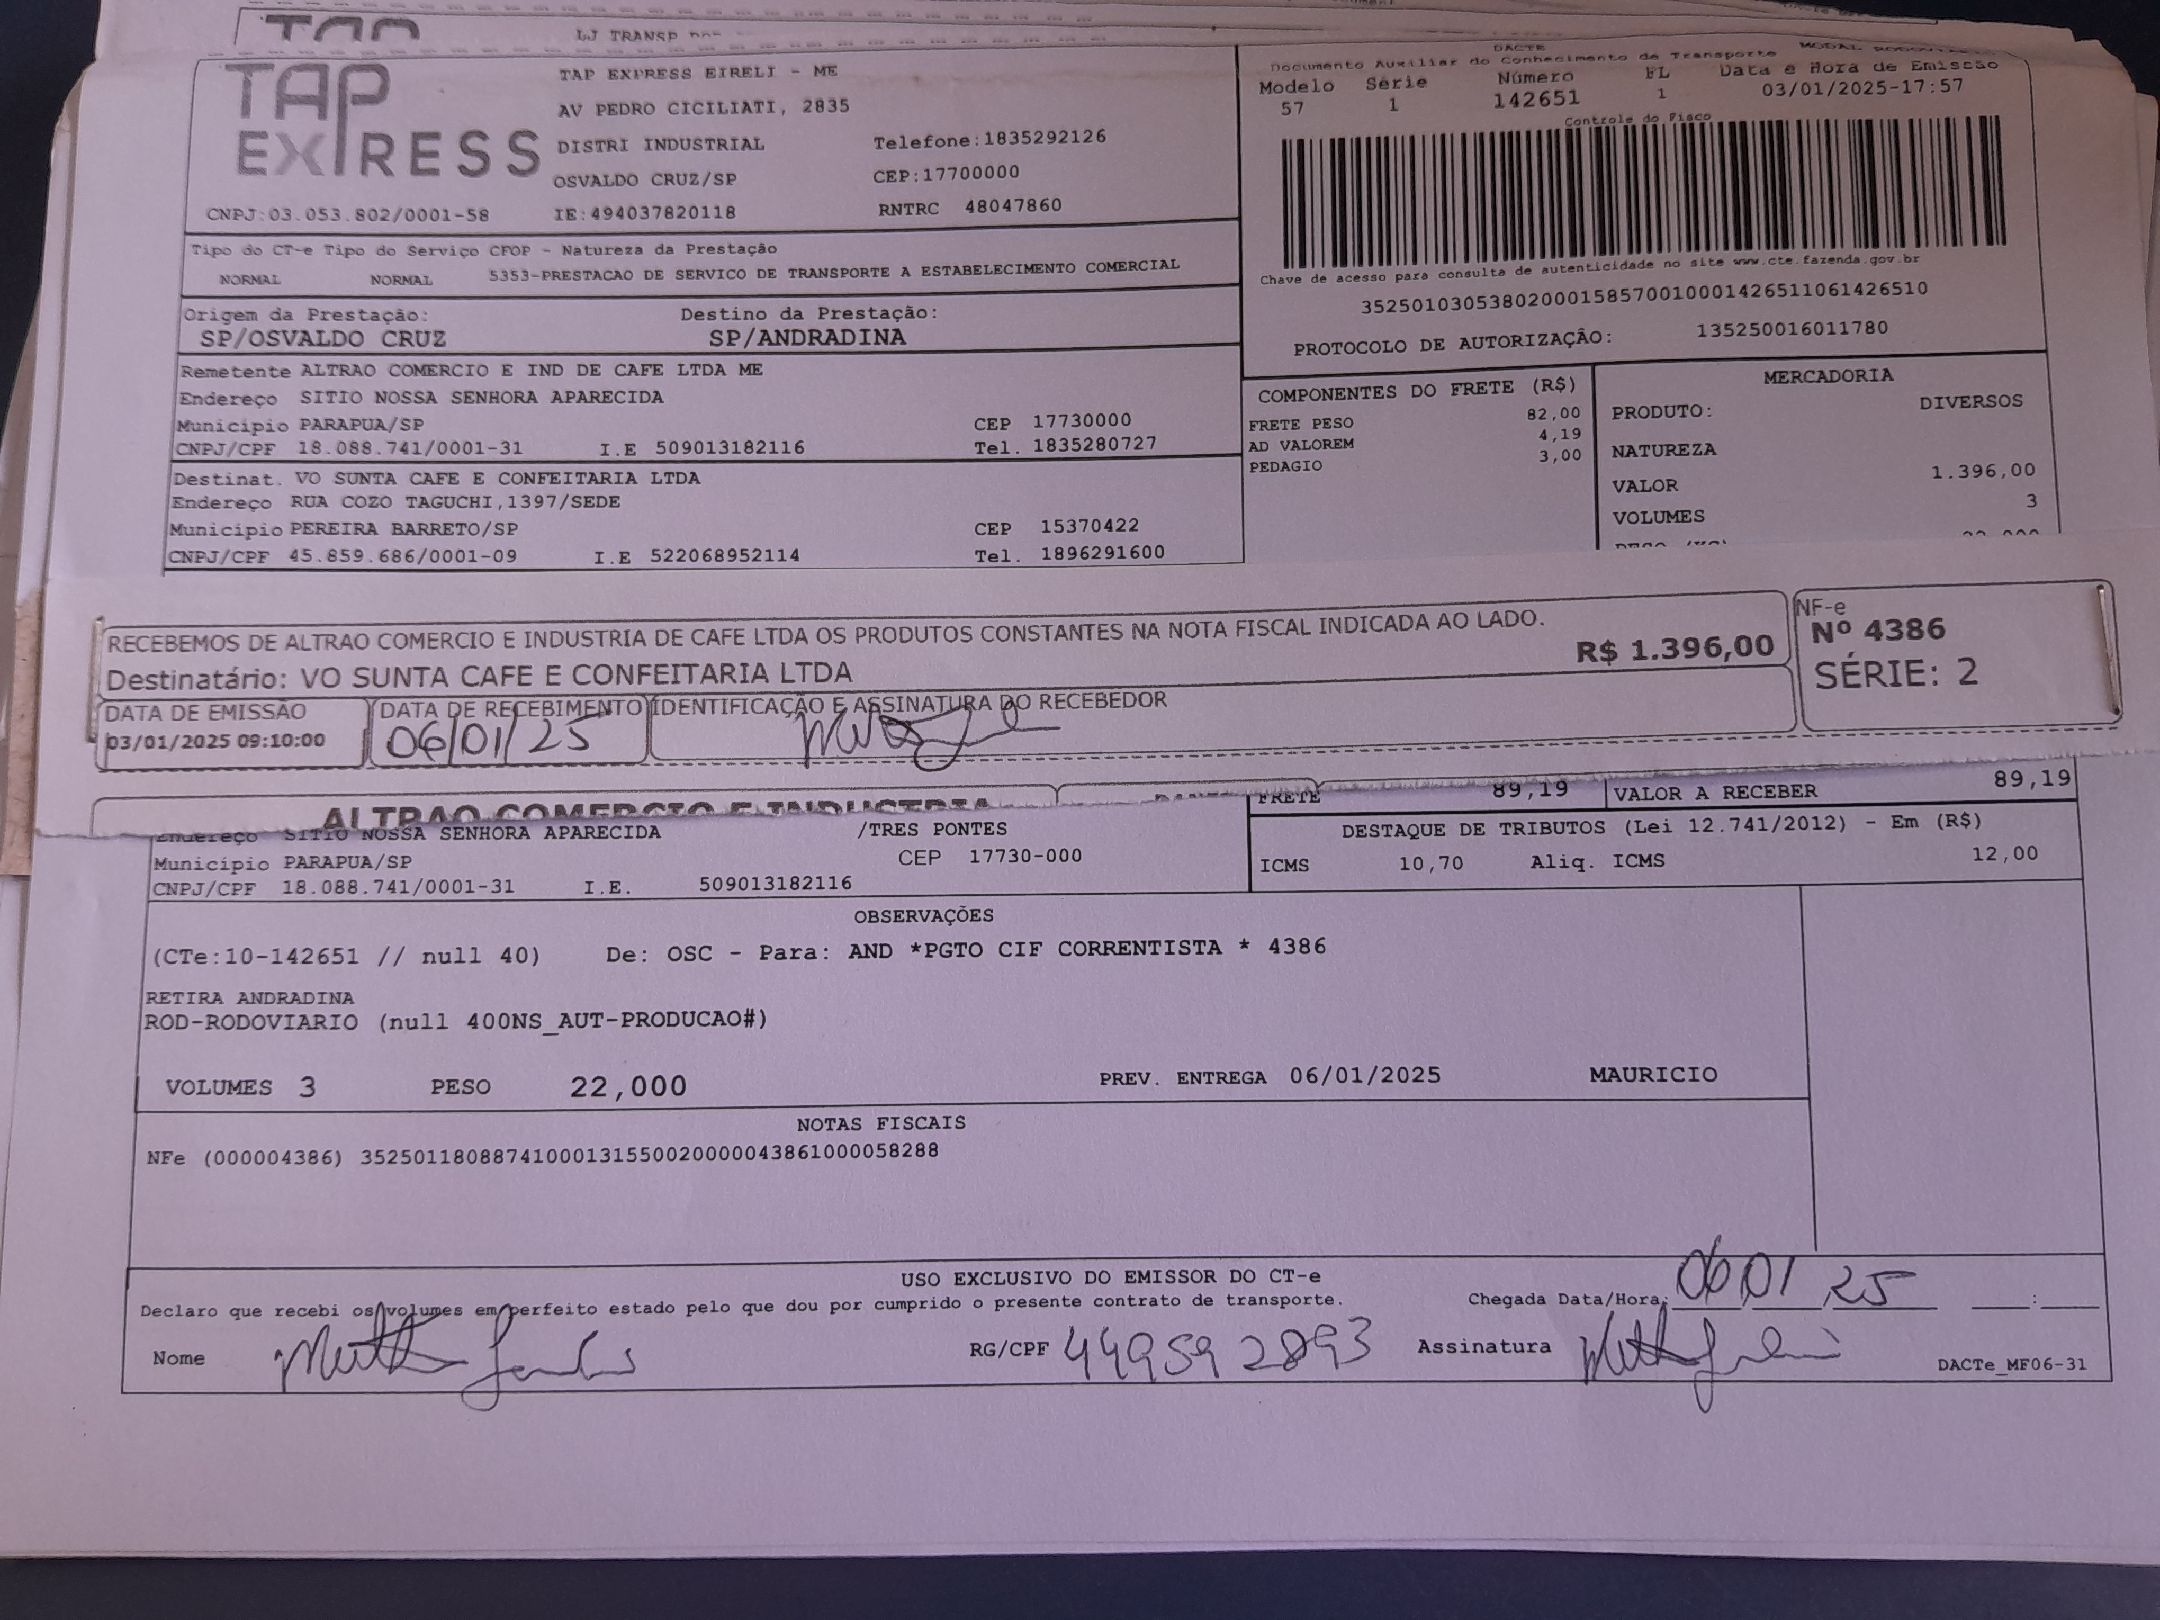 LJ TRANSP
TAP EXPRESS
TAP EXPRESS EIRELI - ME
AV PEDRO CICILIATI, 2835
DISTRI INDUSTRIAL Telefone:1835292126
OSVALDO CRUZ/SP CEP:17700000
CNPJ:03.053.802/0001-58 IE:494037820118 RNTRC 48047860
DACTE
Documento Auxiliar do Conhecimento de Transporte MODAL
Modelo Série Número FL Data e Hora de Emissão
57 1 142651 1 03/01/2025-17:57
Controle do Fisco
Chave de acesso para consulta de autenticidade no site www.cte.fazenda.gov.br
35250103053802000158570010001426511061426510
PROTOCOLO DE AUTORIZAÇÃO: 135250016011780
Tipo do CT-e Tipo do Serviço CFOP - Natureza da Prestação
NORMAL NORMAL 5353-PRESTACAO DE SERVICO DE TRANSPORTE A ESTABELECIMENTO COMERCIAL
Origem da Prestação: Destino da Prestação:
SP/OSVALDO CRUZ SP/ANDRADINA
Remetente ALTRAO COMERCIO E IND DE CAFE LTDA ME
Endereço SITIO NOSSA SENHORA APARECIDA
Município PARAPUA/SP CEP 17730000
CNPJ/CPF 18.088.741/0001-31 I.E 509013182116 Tel. 1835280727
Destinat. VO SUNTA CAFE E CONFEITARIA LTDA
Endereço RUA COZO TAGUCHI,1397/SEDE
Município PEREIRA BARRETO/SP CEP 15370422
CNPJ/CPF 45.859.686/0001-09 I.E 522068952114 Tel. 1896291600
COMPONENTES DO FRETE (R$)
FRETE PESO 82,00
AD VALOREM 4,19
PEDAGIO 3,00
MERCADORIA
PRODUTO: DIVERSOS
NATUREZA
VALOR 1.396,00
VOLUMES 3
RECEBEMOS DE ALTRAO COMERCIO E INDUSTRIA DE CAFE LTDA OS PRODUTOS CONSTANTES NA NOTA FISCAL INDICADA AO LADO.
R$ 1.396,00
Destinatário: VO SUNTA CAFE E CONFEITARIA LTDA
DATA DE EMISSÃO DATA DE RECEBIMENTO IDENTIFICAÇÃO E ASSINATURA DO RECEBEDOR
03/01/2025 09:10:00 06/01/25
NF-e
Nº 4386
SÉRIE: 2
ALTRAO COMERCIO E INDUSTRIA
FRETE 89,19 VALOR A RECEBER 89,19
Endereço SITIO NOSSA SENHORA APARECIDA /TRES PONTES
Município PARAPUA/SP CEP 17730-000
CNPJ/CPF 18.088.741/0001-31 I.E. 509013182116
DESTAQUE DE TRIBUTOS (Lei 12.741/2012) - Em (R$)
ICMS 10,70 Aliq. ICMS 12,00
OBSERVAÇÕES
(CTe:10-142651 // null 40) De: OSC - Para: AND *PGTO CIF CORRENTISTA * 4386
RETIRA ANDRADINA
ROD-RODOVIARIO (null 400NS_AUT-PRODUCAO#)
VOLUMES 3 PESO 22,000 PREV. ENTREGA 06/01/2025 MAURICIO
NOTAS FISCAIS
NFe (000004386) 35250118088741000131550020000043861000058288
USO EXCLUSIVO DO EMISSOR DO CT-e
Declaro que recebi os volumes em perfeito estado pelo que dou por cumprido o presente contrato de transporte. Chegada Data/Hora: 06 01 25 :
Nome RG/CPF 449592893 Assinatura
DACTe_MF06-31